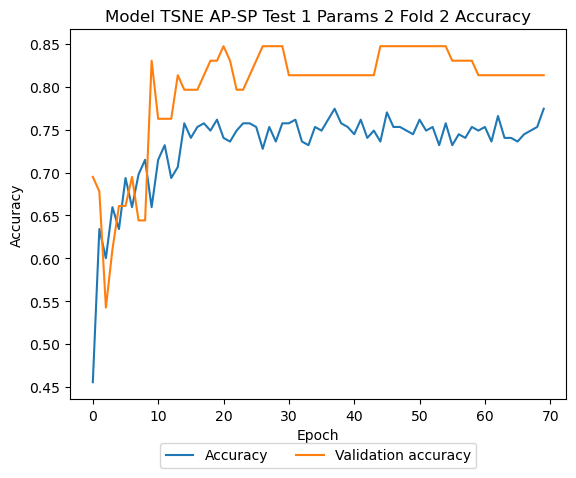 Model TSNE AP-SP Test 1 Params 2 Fold 2 Accuracy
0.85
0.80
0.75
0.70
0.65
0.60
0.55
0.50
0.45
Accuracy
0 10 20 30 40 50 60 70
Epoch
Accuracy Validation accuracy